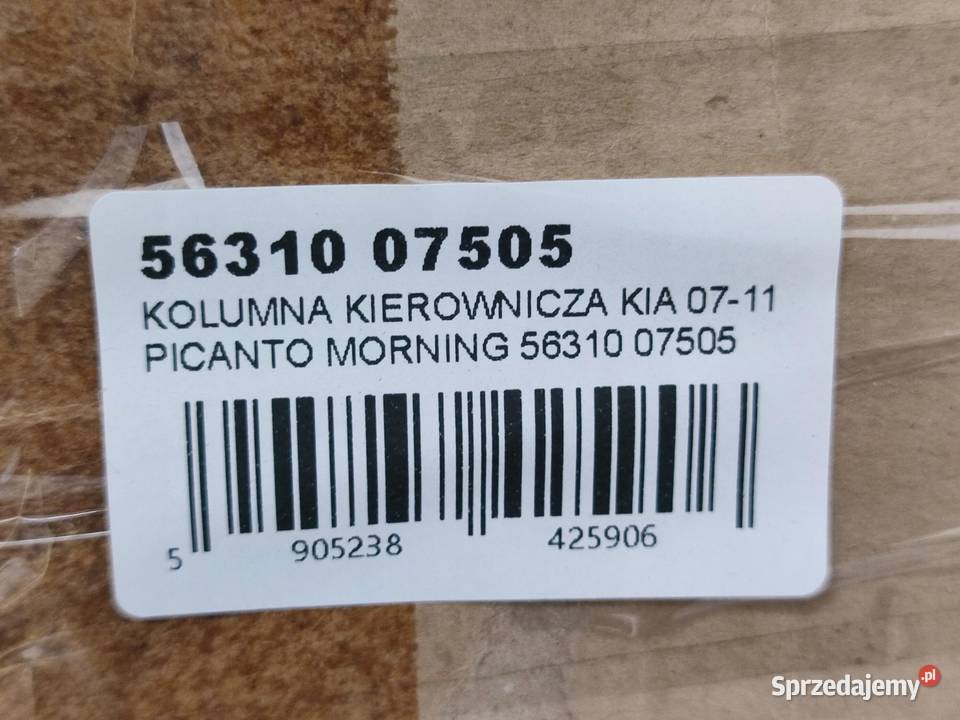 56310 07505
KOLUMNA KIEROWNICZA KIA 07-11
PICANTO MORNING 56310 07505
5 905238 425906
Sprzedajemy.pl